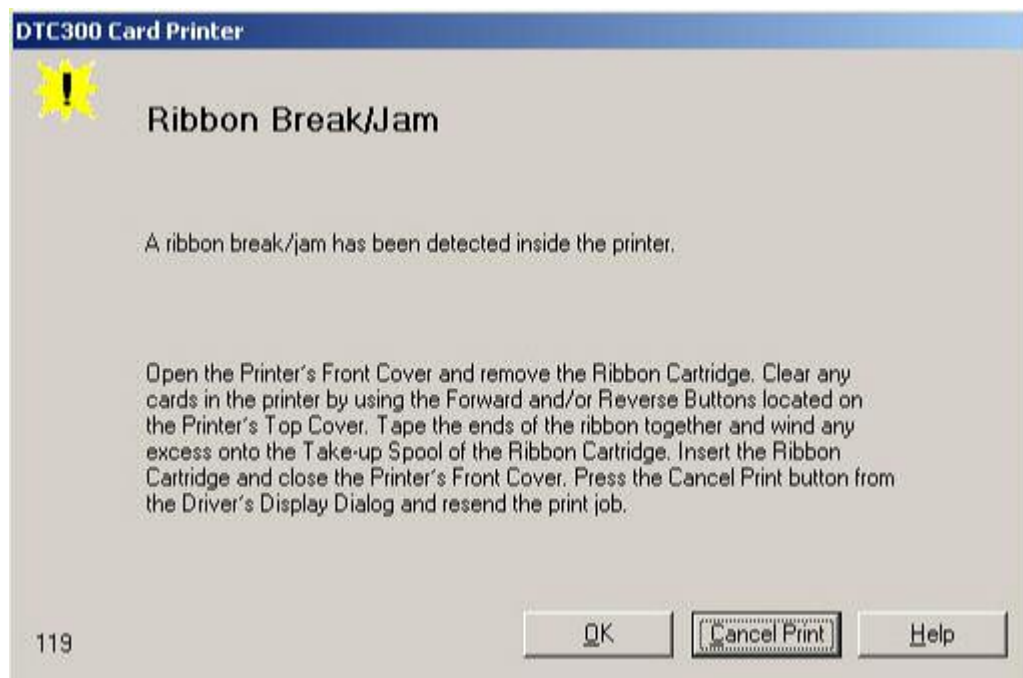 DTC300 Card Printer
Ribbon Break/Jam
A ribbon break/jam has been detected inside the printer.
Open the Printer's Front Cover and remove the Ribbon Cartridge. Clear any
cards in the printer by using the Forward and/or Reverse Buttons located on
the Printer's Top Cover. Tape the ends of the ribbon together and wind any
excess onto the Take-up Spool of the Ribbon Cartridge. Insert the Ribbon
Cartridge and close the Printer's Front Cover. Press the Cancel Print button from
the Driver's Display Dialog and resend the print job.
119
OK
Cancel Print
Help